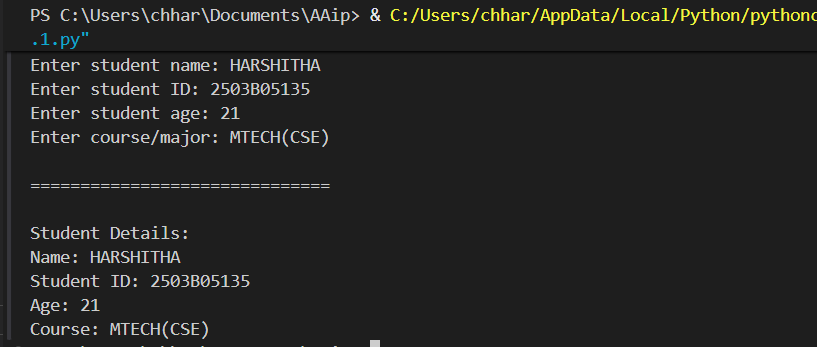 PS C:\Users\chhar\Documents\AAip> & C:/Users/chhar/AppData/Local/Python/pythonc
.1.py"
Enter student name: HARSHITHA
Enter student ID: 2503B05135
Enter student age: 21
Enter course/major: MTECH(CSE)
==============================
Student Details:
Name: HARSHITHA
Student ID: 2503B05135
Age: 21
Course: MTECH(CSE)